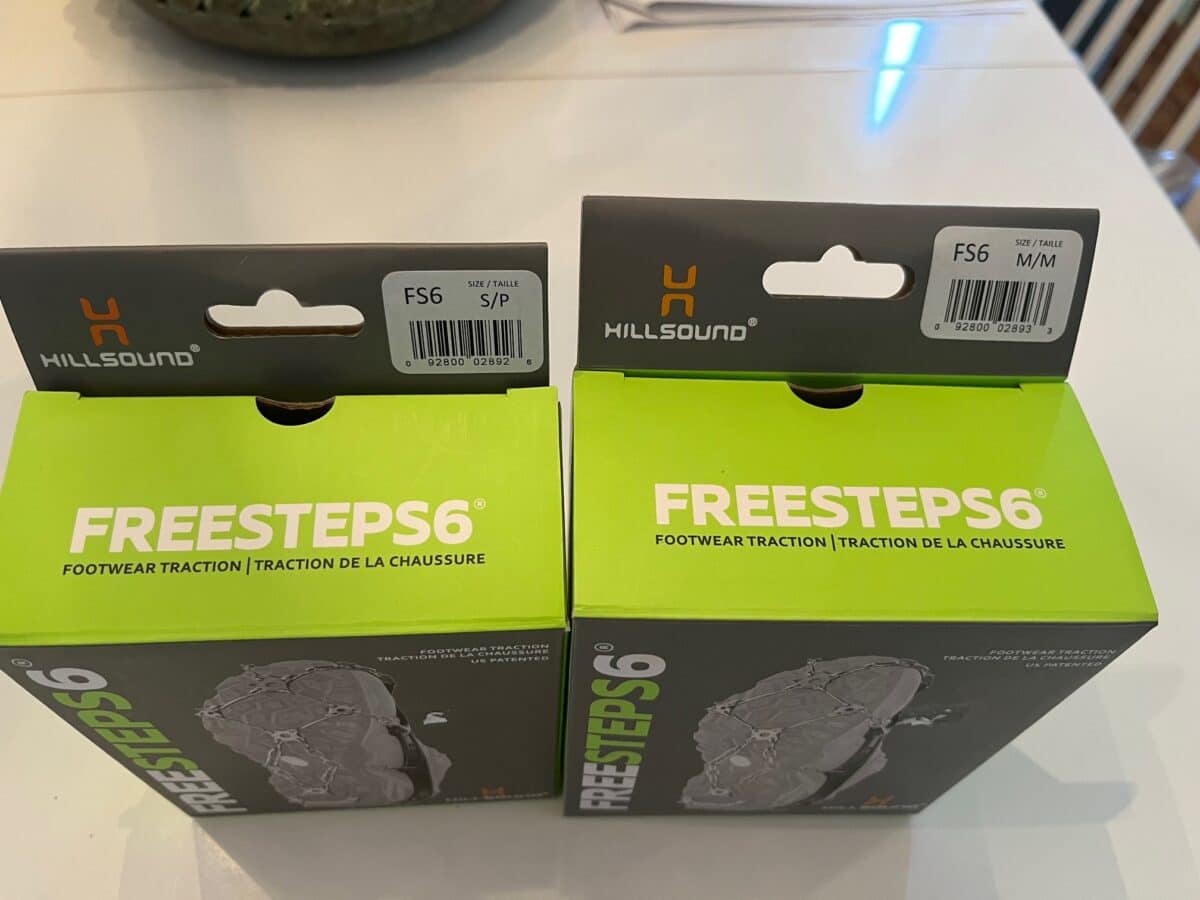 FS6
SIZE / TAILLE
S/P
HILLSOUND®
0 92800 02892 6
FREESTEPS6®
FOOTWEAR TRACTION | TRACTION DE LA CHAUSSURE
FOOTWEAR TRACTION
TRACTION DE LA CHAUSSURE
US PATENTED
FREESTEPS6®
HILLSOUND
FS6
SIZE / TAILLE
M/M
HILLSOUND®
0 92800 02893 3
FREESTEPS6®
FOOTWEAR TRACTION | TRACTION DE LA CHAUSSURE
FOOTWEAR TRACTION
TRACTION DE LA CHAUSSURE
US PATENTED
FREESTEPS6®
HILLSOUND